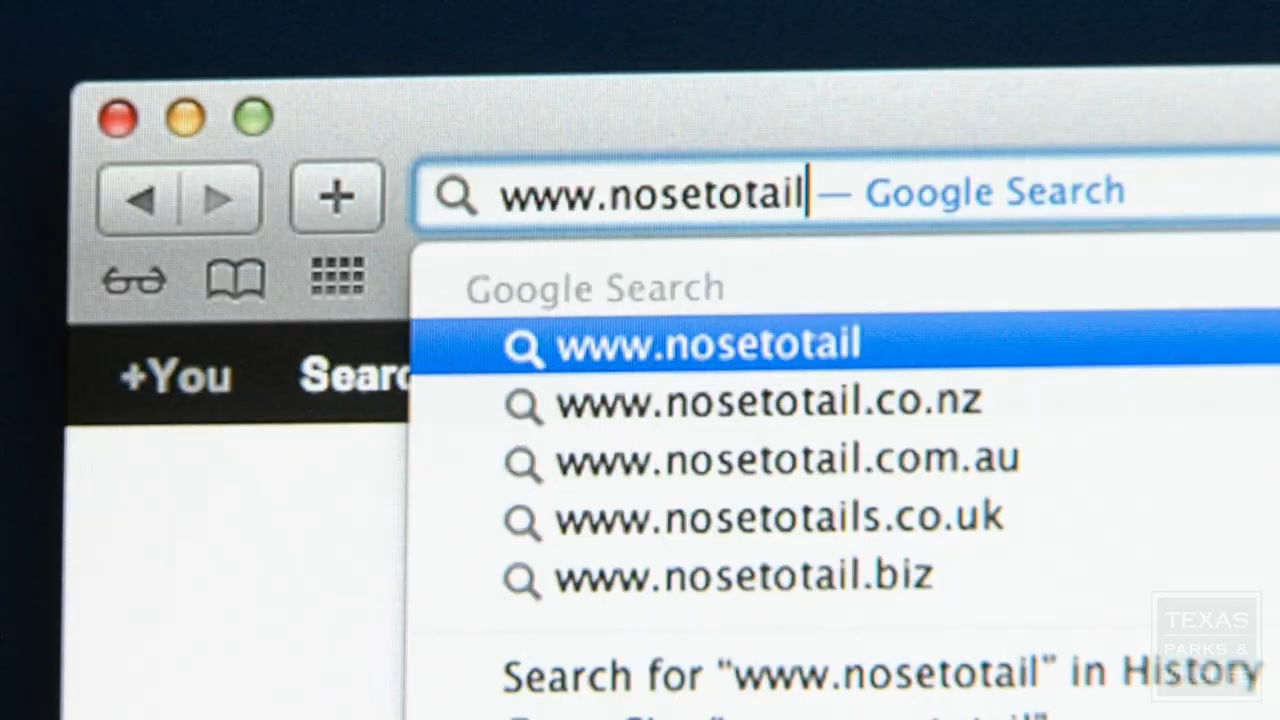 www.nosetotail — Google Search
Google Search
+You Searc
www.nosetotail
www.nosetotail.co.nz
www.nosetotail.com.au
www.nosetotails.co.uk
www.nosetotail.biz
Search for "www.nosetotail" in History
TEXAS
PARKS &